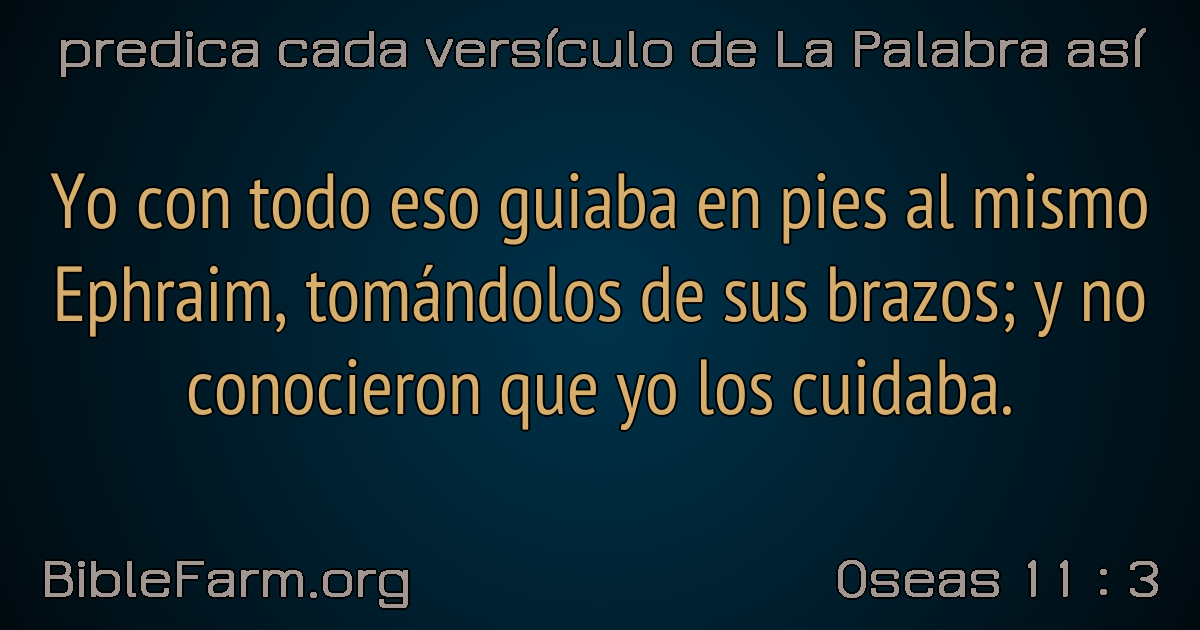 predica cada versículo de La Palabra así
Yo con todo eso guiaba en pies al mismo
Ephraim, tomándolos de sus brazos; y no
conocieron que yo los cuidaba.
BibleFarm.org
Oseas 11 : 3